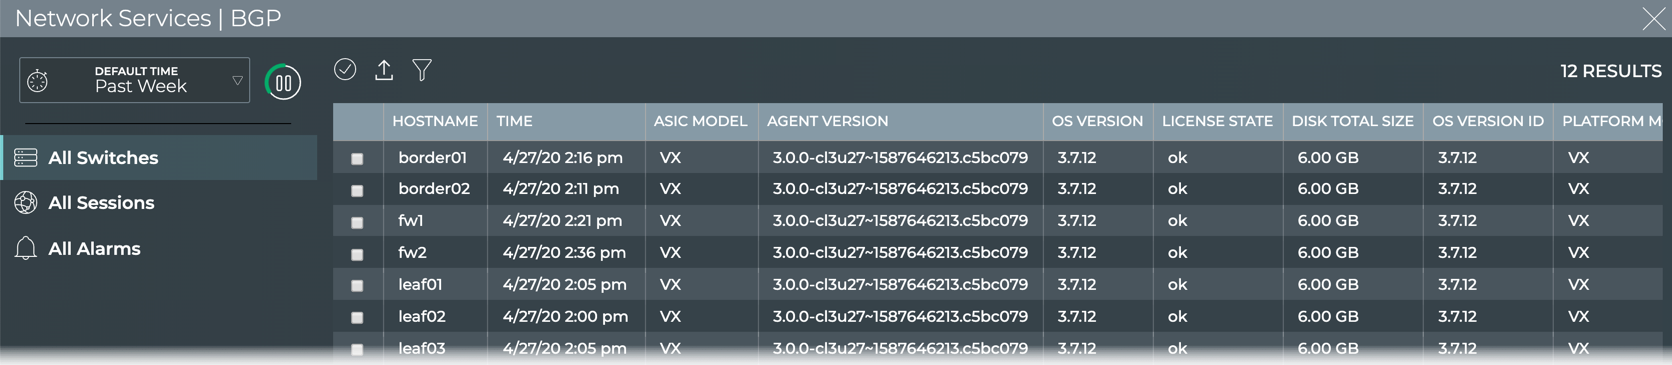 Network Services | BGP
DEFAULT TIME
Past Week
12 RESULTS
All Switches
All Sessions
All Alarms
HOSTNAME TIME ASIC MODEL AGENT VERSION OS VERSION LICENSE STATE DISK TOTAL SIZE OS VERSION ID PLATFORM M
border01 4/27/20 2:16 pm VX 3.0.0-cl3u27~1587646213.c5bc079 3.7.12 ok 6.00 GB 3.7.12 VX
border02 4/27/20 2:11 pm VX 3.0.0-cl3u27~1587646213.c5bc079 3.7.12 ok 6.00 GB 3.7.12 VX
fw1 4/27/20 2:21 pm VX 3.0.0-cl3u27~1587646213.c5bc079 3.7.12 ok 6.00 GB 3.7.12 VX
fw2 4/27/20 2:36 pm VX 3.0.0-cl3u27~1587646213.c5bc079 3.7.12 ok 6.00 GB 3.7.12 VX
leaf01 4/27/20 2:05 pm VX 3.0.0-cl3u27~1587646213.c5bc079 3.7.12 ok 6.00 GB 3.7.12 VX
leaf02 4/27/20 2:00 pm VX 3.0.0-cl3u27~1587646213.c5bc079 3.7.12 ok 6.00 GB 3.7.12 VX
leaf03 4/27/20 2:05 pm VX 3.0.0-cl3u27~1587646213.c5bc079 3.7.12 ok 6.00 GB 3.7.12 VX